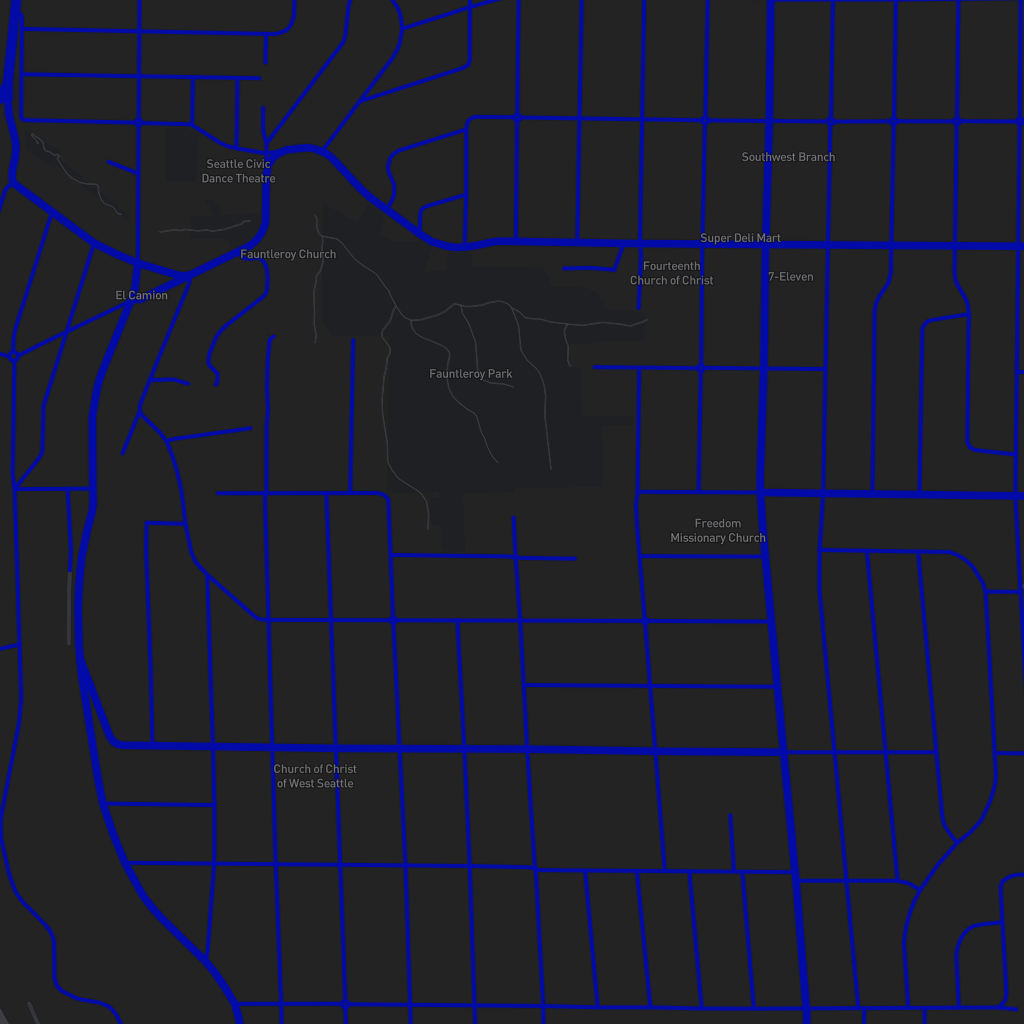 Southwest Branch
Seattle Civic
Dance Theatre
Super Deli Mart
Fauntleroy Church
Fourteenth
Church of Christ
7-Eleven
El Camion
Fauntleroy Park
Freedom
Missionary Church
Church of Christ
of West Seattle